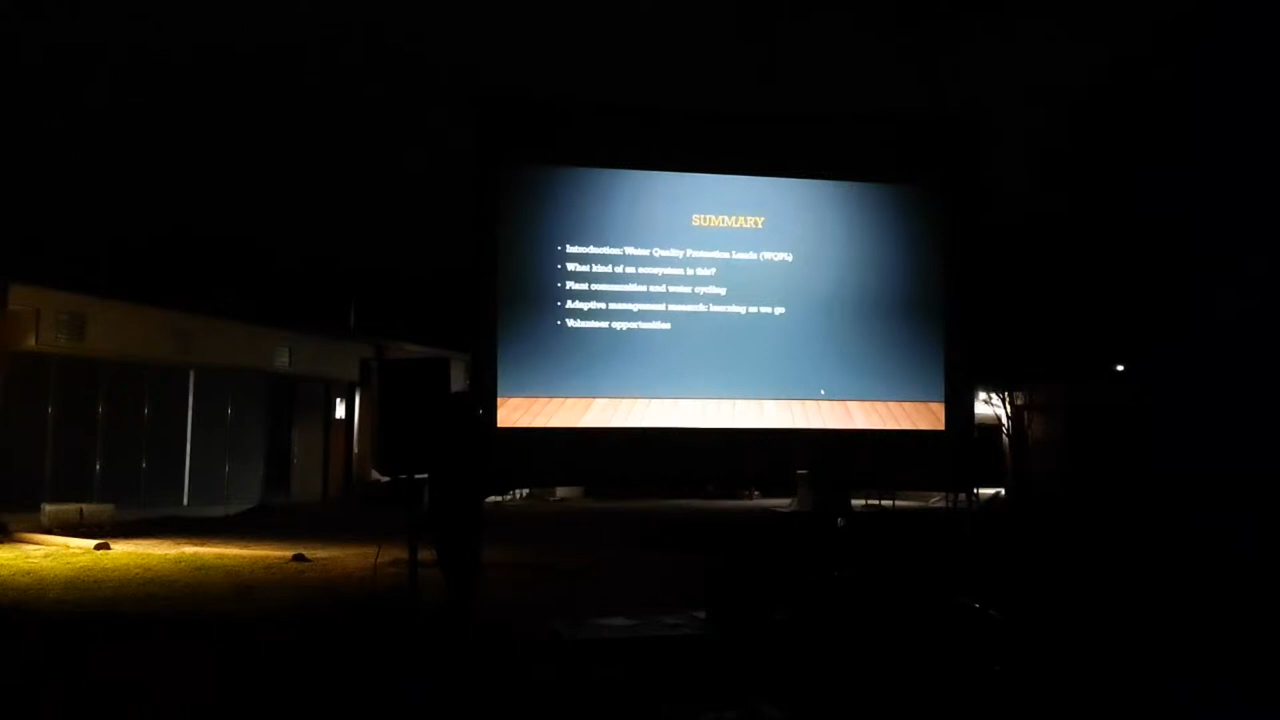 SUMMARY
• Introduction: Water Quality Protection Lands (WQPL)
• What kind of an ecosystem is this?
• Plant communities and water cycling
• Adaptive management research: learning as we go
• Volunteer opportunities